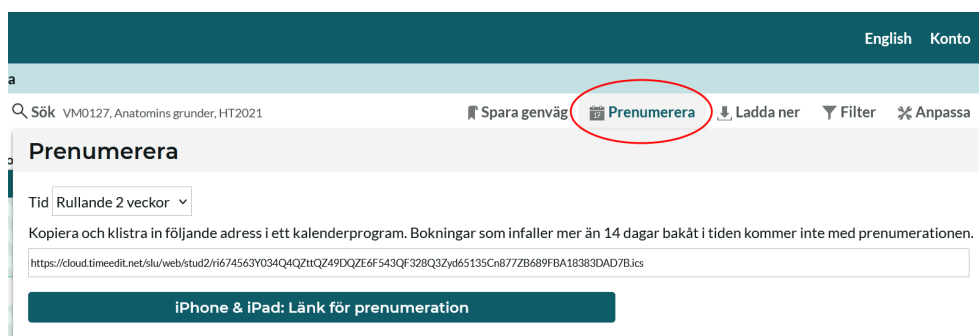 English Konto
a
Sök VM0127, Anatomins grunder, HT2021 Spara genväg 17 Prenumerera Ladda ner Filter Anpassa
Prenumerera
Tid Rullande 2 veckor
Kopiera och klistra in följande adress i ett kalenderprogram. Bokningar som infaller mer än 14 dagar bakåt i tiden kommer inte med prenumerationen.
https://cloud.timeedit.net/slu/web/stud2/ri674563Y034Q4QZttQZ49DQZE6F543QF328Q3Zyd65135Cn877ZB689FBA18383DAD7B.ics
iPhone & iPad: Länk för prenumeration